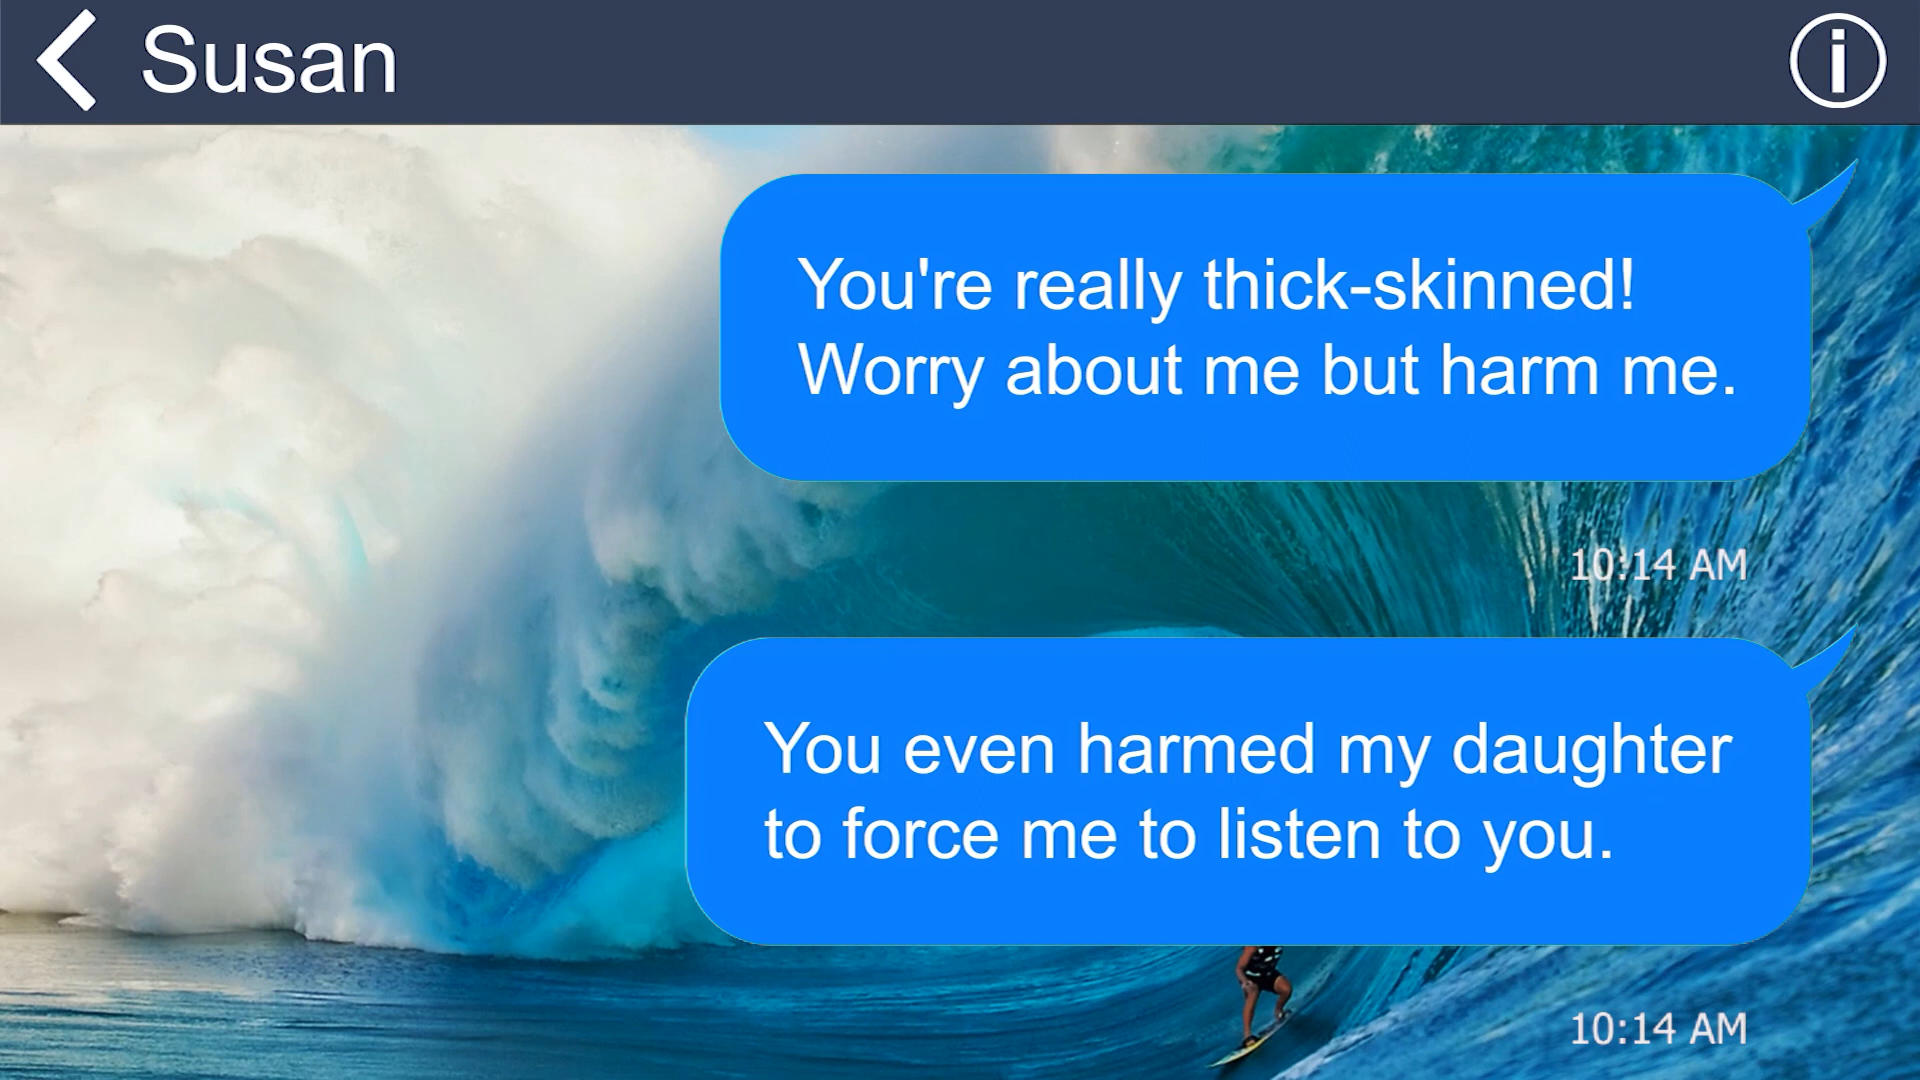 Susan
You're really thick-skinned!
Worry about me but harm me.
10:14 AM
You even harmed my daughter
to force me to listen to you.
10:14 AM